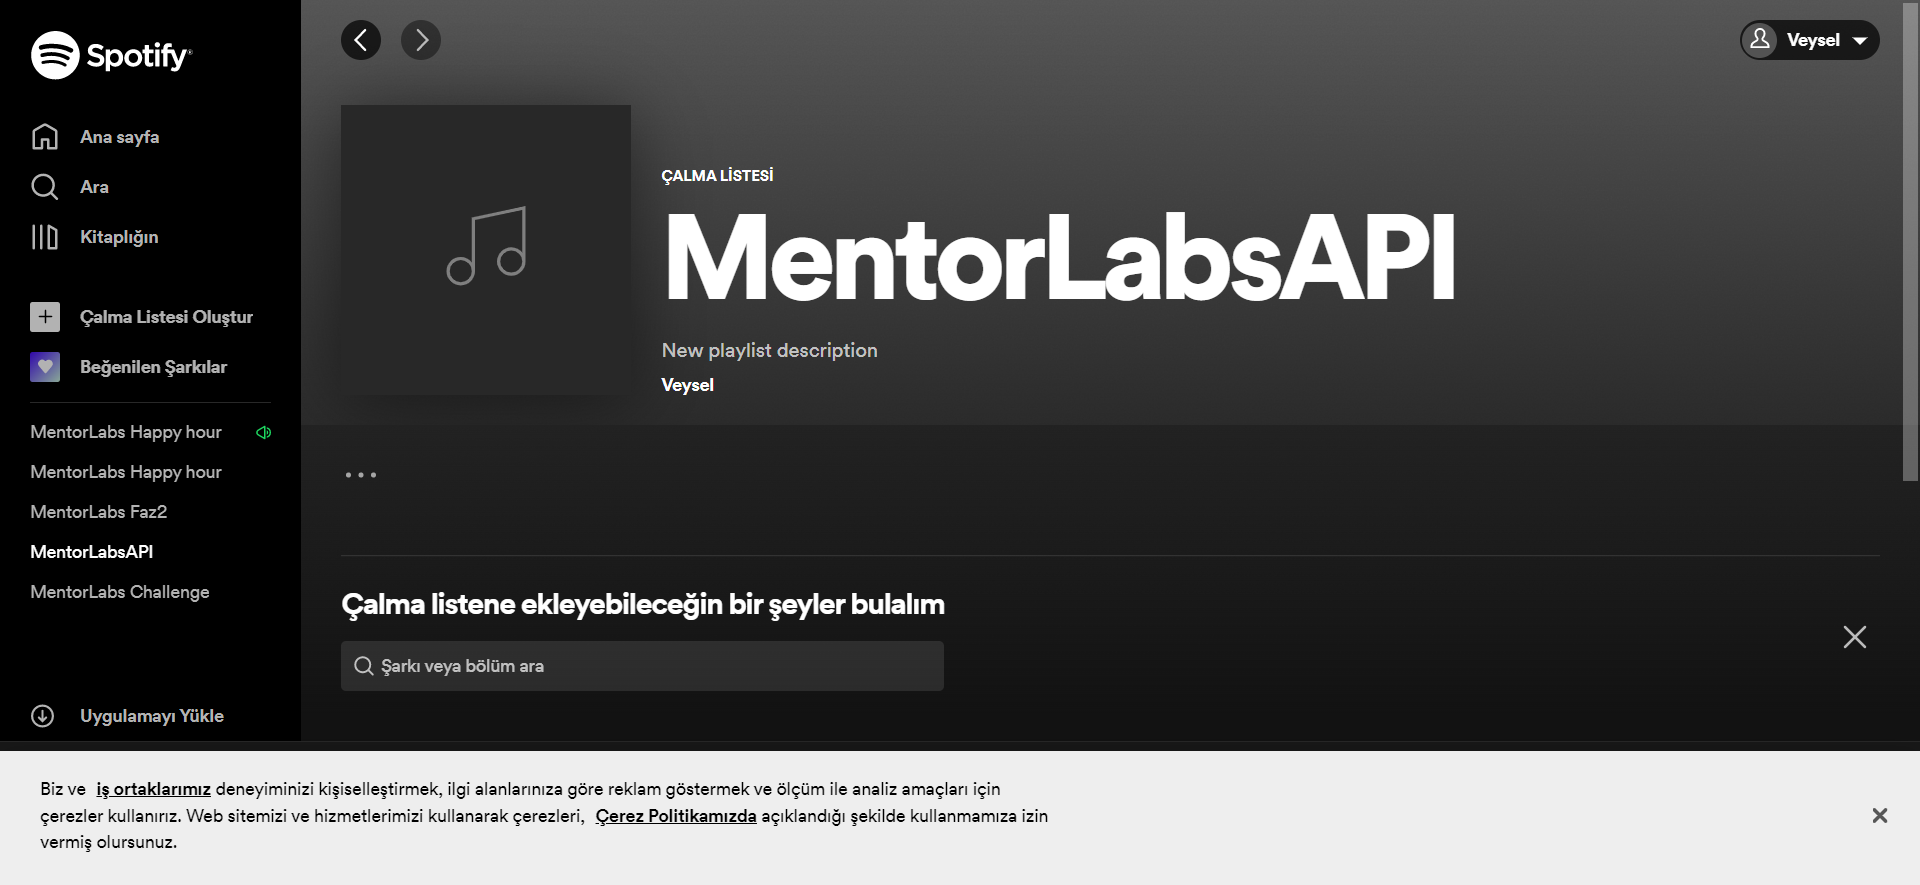 Spotify
Ana sayfa
Ara
Kitaplığın
Çalma Listesi Oluştur
Beğenilen Şarkılar
MentorLabs Happy hour
MentorLabs Happy hour
MentorLabs Faz2
MentorLabsAPI
MentorLabs Challenge
Uygulamayı Yükle
Veysel
ÇALMA LİSTESİ
MentorLabsAPI
New playlist description
Veysel
Çalma listene ekleyebileceğin bir şeyler bulalım
Şarkı veya bölüm ara
Biz ve iş ortaklarımız deneyiminizi kişiselleştirmek, ilgi alanlarınıza göre reklam göstermek ve ölçüm ile analiz amaçları için
çerezler kullanırız. Web sitemizi ve hizmetlerimizi kullanarak çerezleri, Çerez Politikamızda açıklandığı şekilde kullanmamıza izin
vermiş olursunuz.